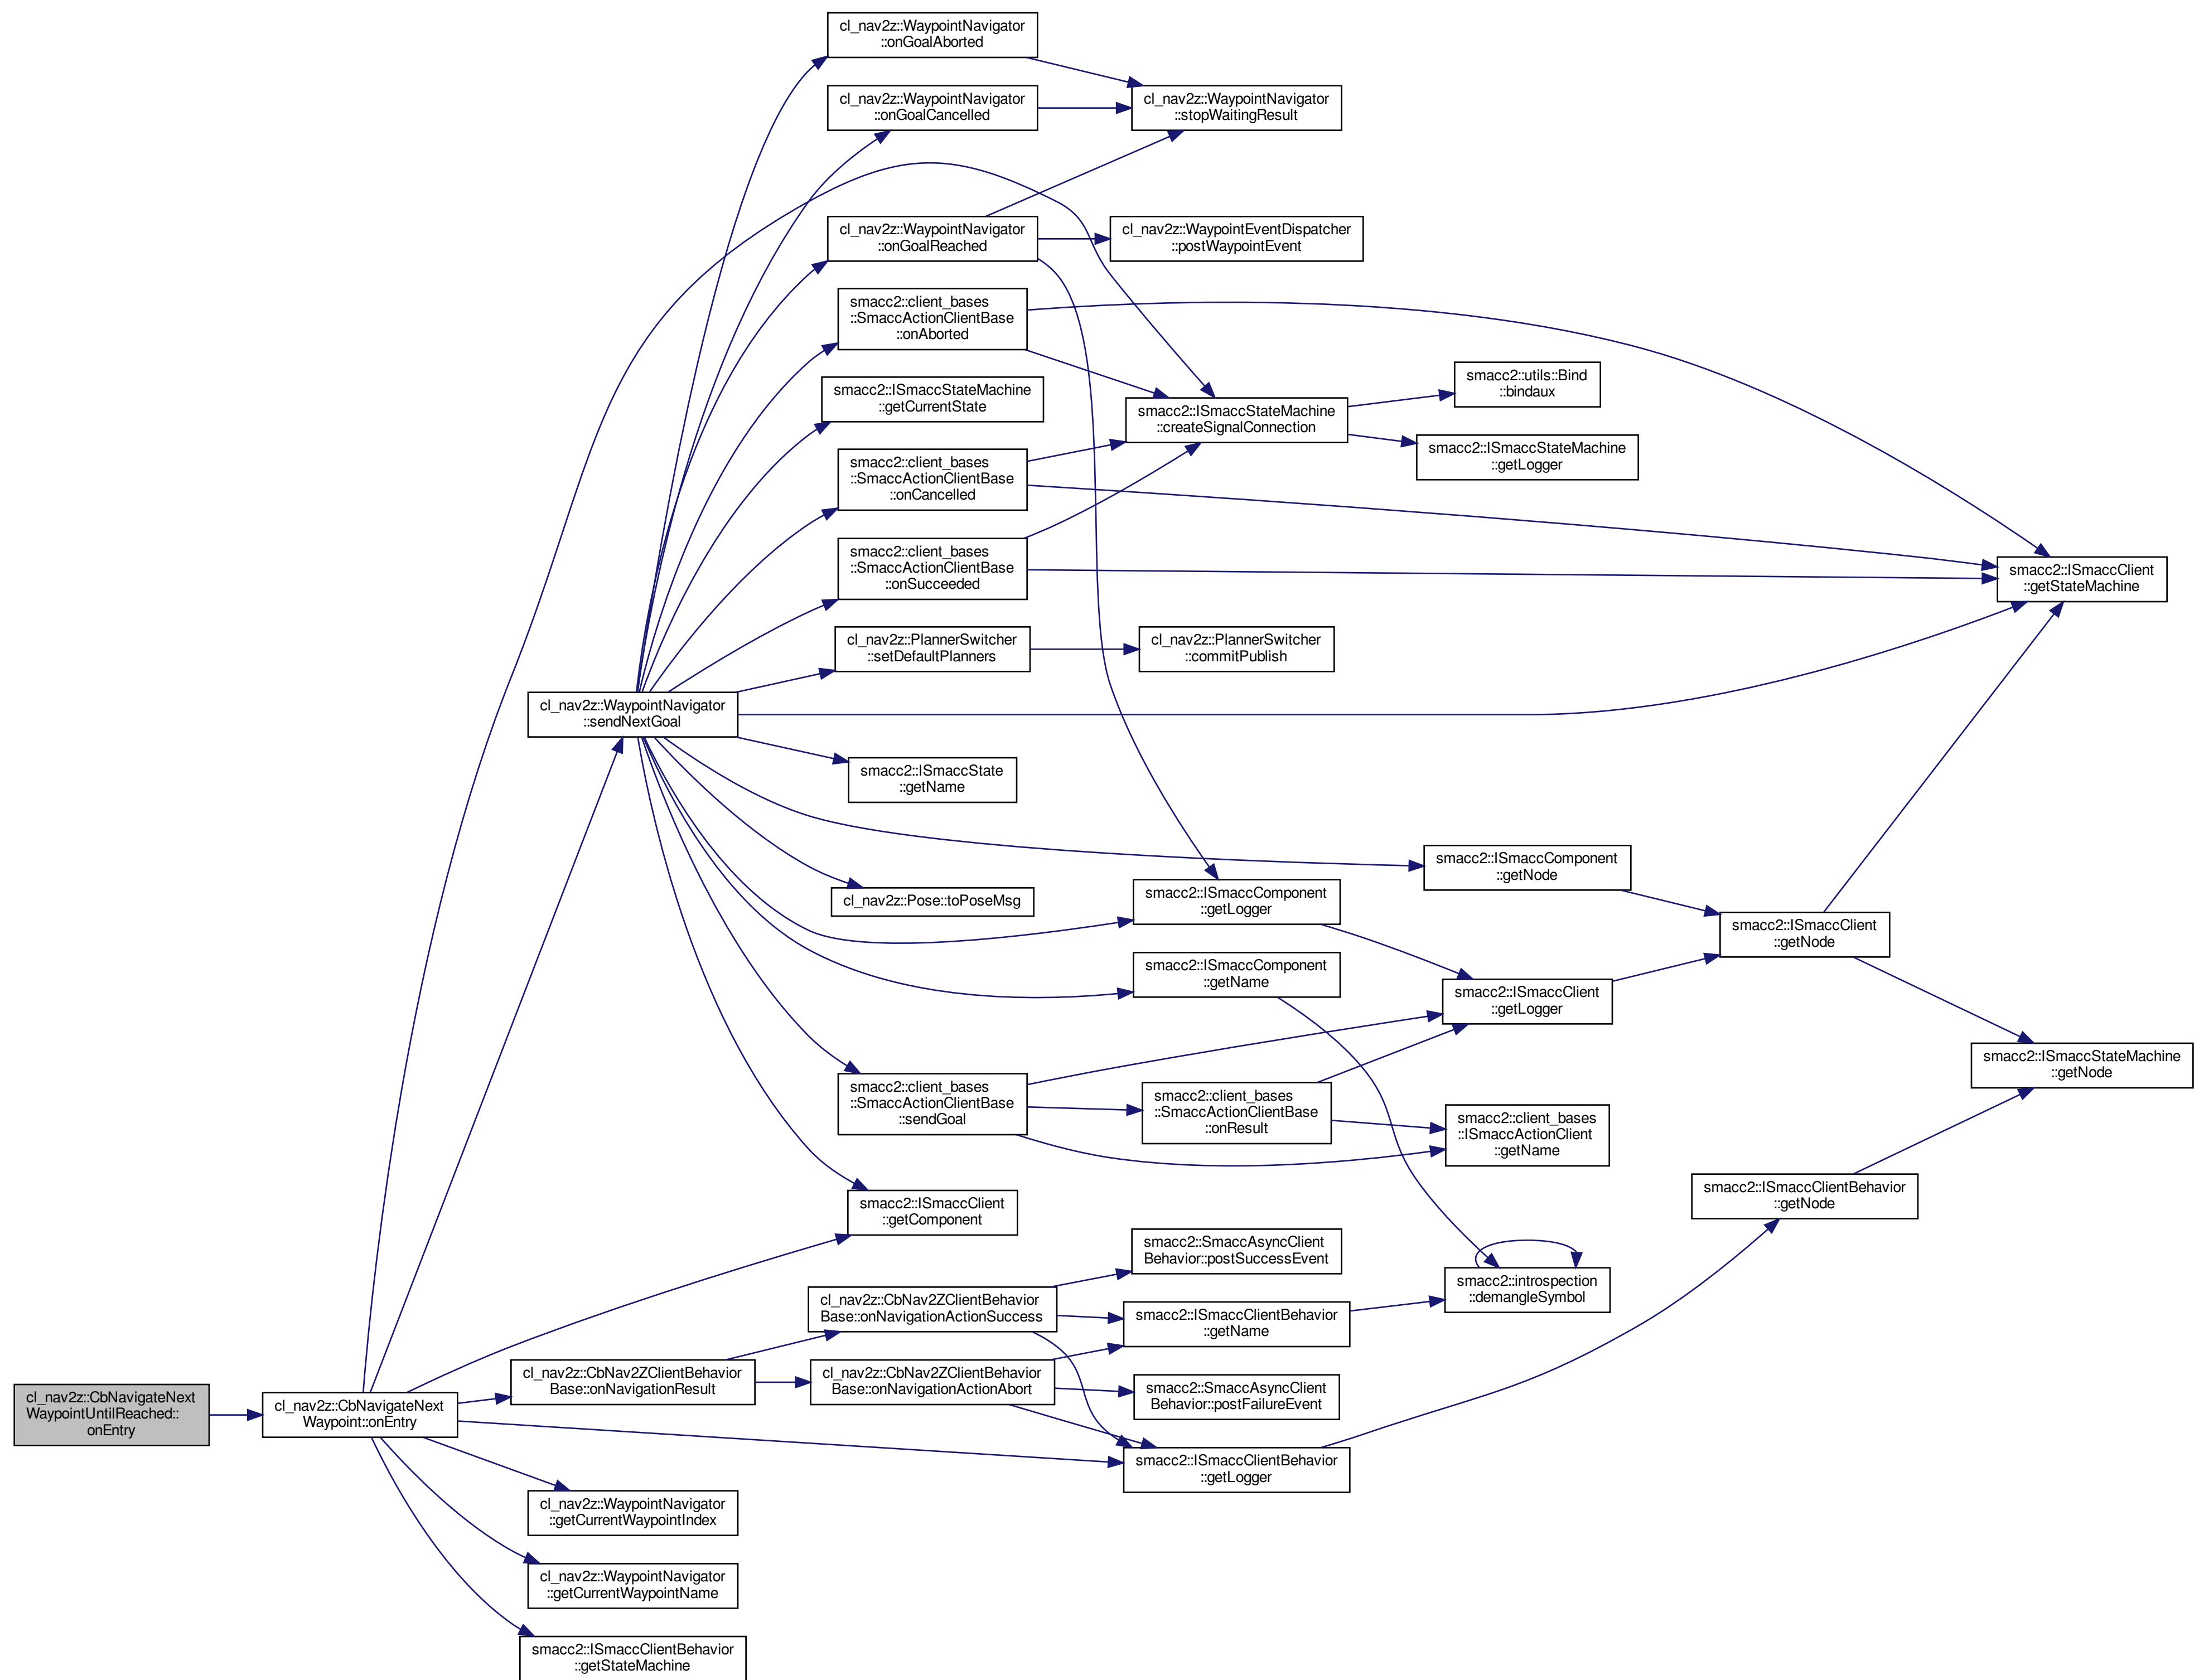 cl_nav2z::WaypointNavigator
::onGoalAborted
cl_nav2z::WaypointNavigator
::onGoalCancelled
cl_nav2z::WaypointNavigator
::stopWaitingResult
cl_nav2z::WaypointNavigator
::onGoalReached
cl_nav2z::WaypointEventDispatcher
::postWaypointEvent
smacc2::client_bases
::SmaccActionClientBase
::onAborted
smacc2::ISmaccStateMachine
::getCurrentState
smacc2::ISmaccStateMachine
::createSignalConnection
smacc2::utils::Bind
::bindaux
smacc2::ISmaccStateMachine
::getLogger
smacc2::client_bases
::SmaccActionClientBase
::onCancelled
smacc2::client_bases
::SmaccActionClientBase
::onSucceeded
smacc2::ISmaccClient
::getStateMachine
cl_nav2z::PlannerSwitcher
::setDefaultPlanners
cl_nav2z::PlannerSwitcher
::commitPublish
cl_nav2z::WaypointNavigator
::sendNextGoal
smacc2::ISmaccState
::getName
smacc2::ISmaccComponent
::getNode
cl_nav2z::Pose::toPoseMsg
smacc2::ISmaccComponent
::getLogger
smacc2::ISmaccClient
::getNode
smacc2::ISmaccComponent
::getName
smacc2::ISmaccClient
::getLogger
smacc2::ISmaccStateMachine
::getNode
smacc2::client_bases
::SmaccActionClientBase
::sendGoal
smacc2::client_bases
::SmaccActionClientBase
::onResult
smacc2::client_bases
::ISmaccActionClient
::getName
smacc2::ISmaccClientBehavior
::getNode
smacc2::ISmaccClient
::getComponent
smacc2::SmaccAsyncClient
Behavior::postSuccessEvent
smacc2::introspection
::demangleSymbol
cl_nav2z::CbNav2ZClientBehavior
Base::onNavigationActionSuccess
smacc2::ISmaccClientBehavior
::getName
cl_nav2z::CbNav2ZClientBehavior
Base::onNavigationResult
cl_nav2z::CbNav2ZClientBehavior
Base::onNavigationActionAbort
smacc2::SmaccAsyncClient
Behavior::postFailureEvent
cl_nav2z::CbNavigateNext
WaypointUntilReached::
onEntry
cl_nav2z::CbNavigateNext
Waypoint::onEntry
smacc2::ISmaccClientBehavior
::getLogger
cl_nav2z::WaypointNavigator
::getCurrentWaypointIndex
cl_nav2z::WaypointNavigator
::getCurrentWaypointName
smacc2::ISmaccClientBehavior
::getStateMachine